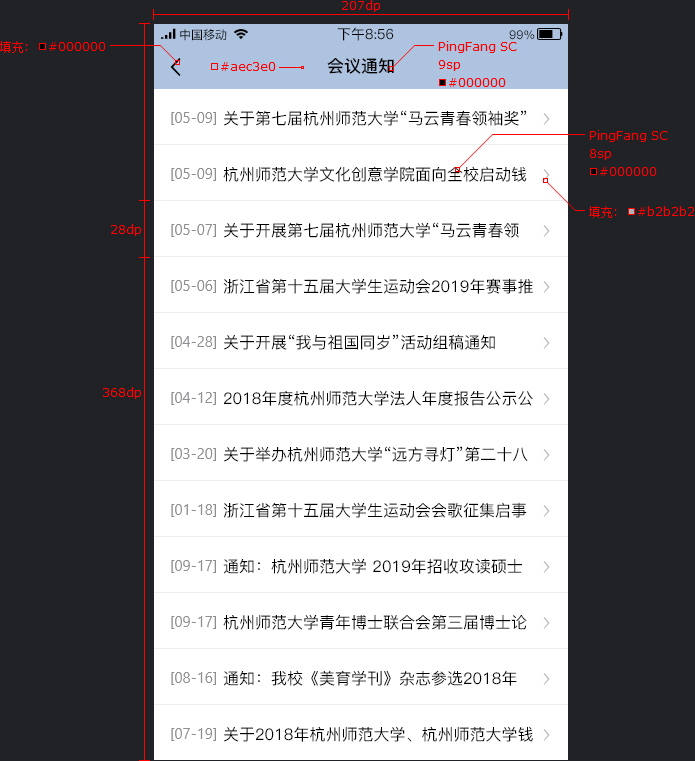 207dp
中国移动 下午8:56 99%
填充： #000000
#aec3e0
会议通知
PingFang SC
9sp
#000000
[05-09] 关于第七届杭州师范大学“马云青春领袖奖”
[05-09] 杭州师范大学文化创意学院面向全校启动钱
PingFang SC
8sp
#000000
填充： #b2b2b2
28dp
[05-07] 关于开展第七届杭州师范大学“马云青春领
[05-06] 浙江省第十五届大学生运动会2019年赛事推
[04-28] 关于开展“我与祖国同岁”活动组稿通知
368dp
[04-12] 2018年度杭州师范大学法人年度报告公示公
[03-20] 关于举办杭州师范大学“远方寻灯”第二十八
[01-18] 浙江省第十五届大学生运动会会歌征集启事
[09-17] 通知：杭州师范大学 2019年招收攻读硕士
[09-17] 杭州师范大学青年博士联合会第三届博士论
[08-16] 通知：我校《美育学刊》杂志参选2018年
[07-19] 关于2018年杭州师范大学、杭州师范大学钱